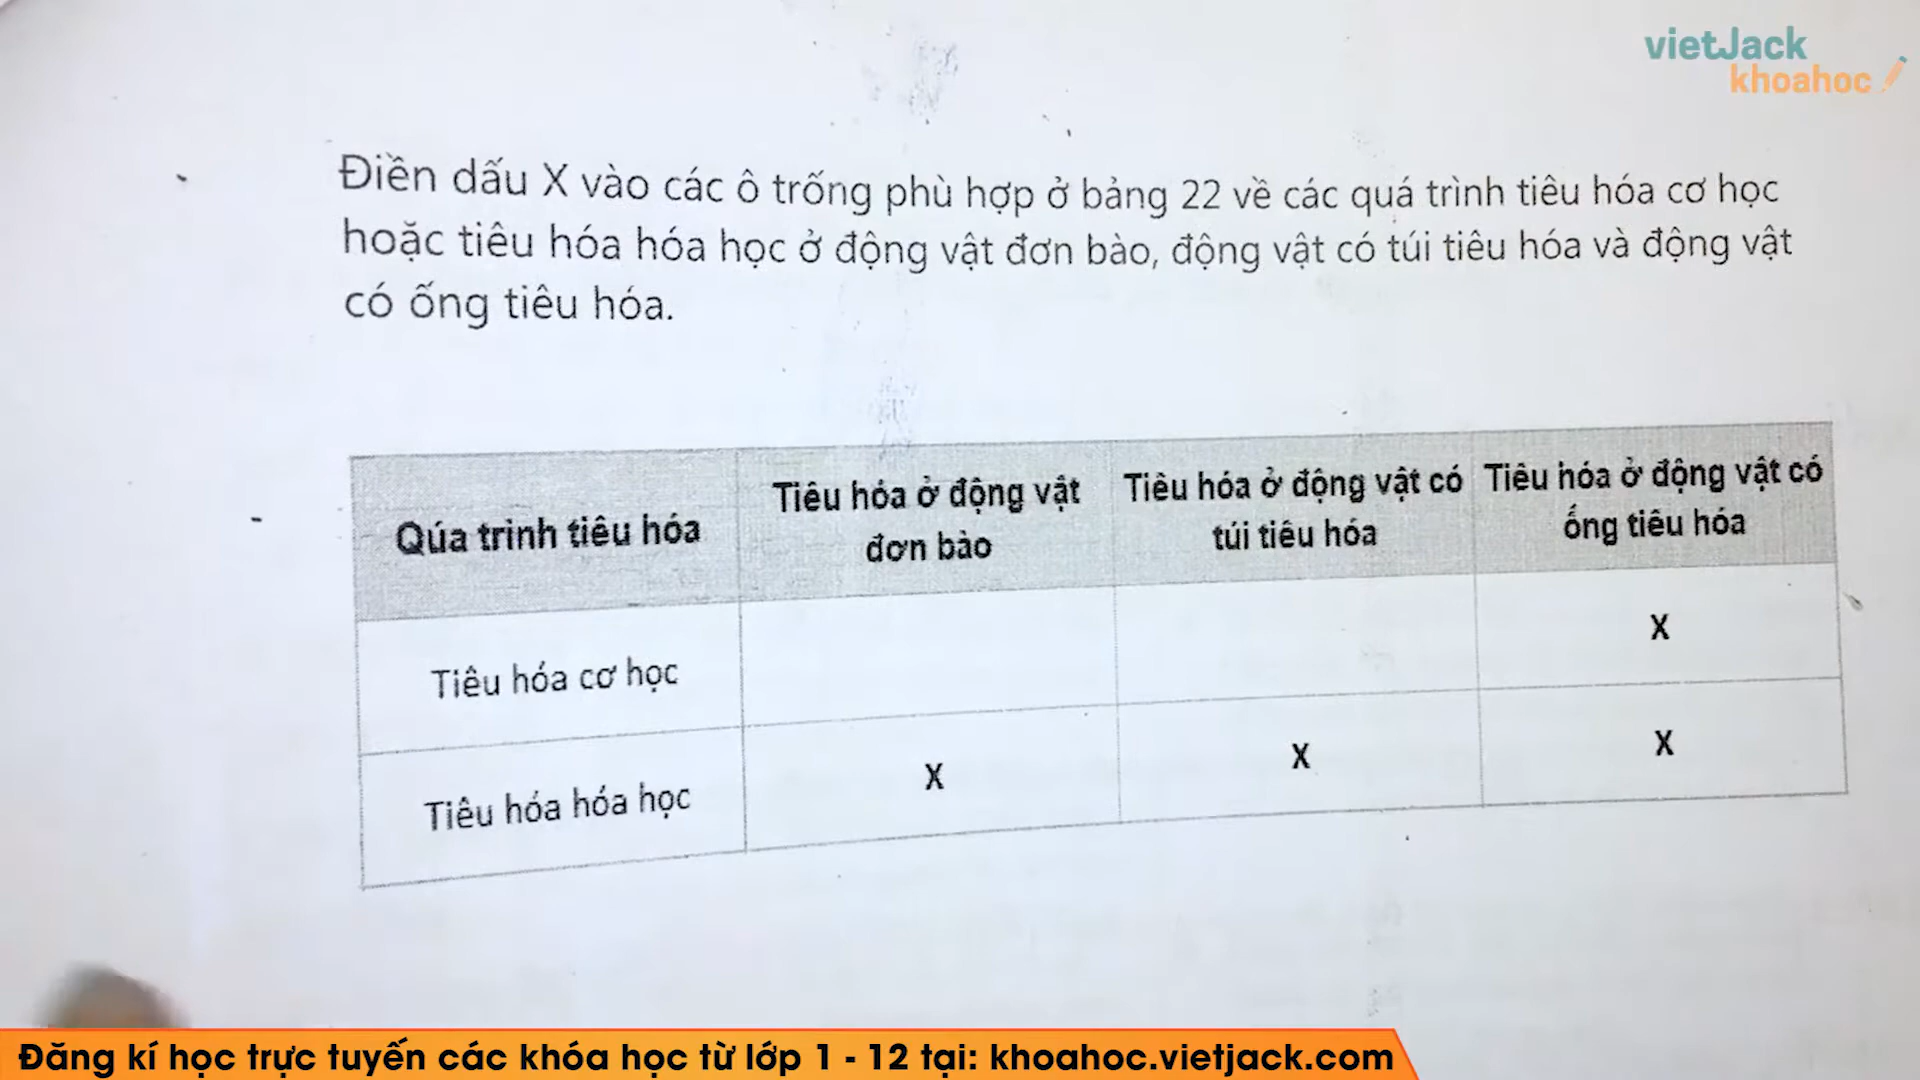 vietJack
khoahoc
Điền dấu X vào các ô trống phù hợp ở bảng 22 về các quá trình tiêu hóa cơ học
hoặc tiêu hóa hóa học ở động vật đơn bào, động vật có túi tiêu hóa và động vật
có ống tiêu hóa.
Qúa trinh tiêu hóa
Tiêu hóa ở động vật
đơn bào
Tiêu hóa ở động vật có
túi tiêu hóa
Tiêu hóa ở động vật có
ống tiêu hóa
Tiêu hóa cơ học
X
Tiêu hóa hóa học
X
X
X
Đăng kí học trực tuyến các khóa học từ lớp 1 - 12 tại: khoahoc.vietjack.com